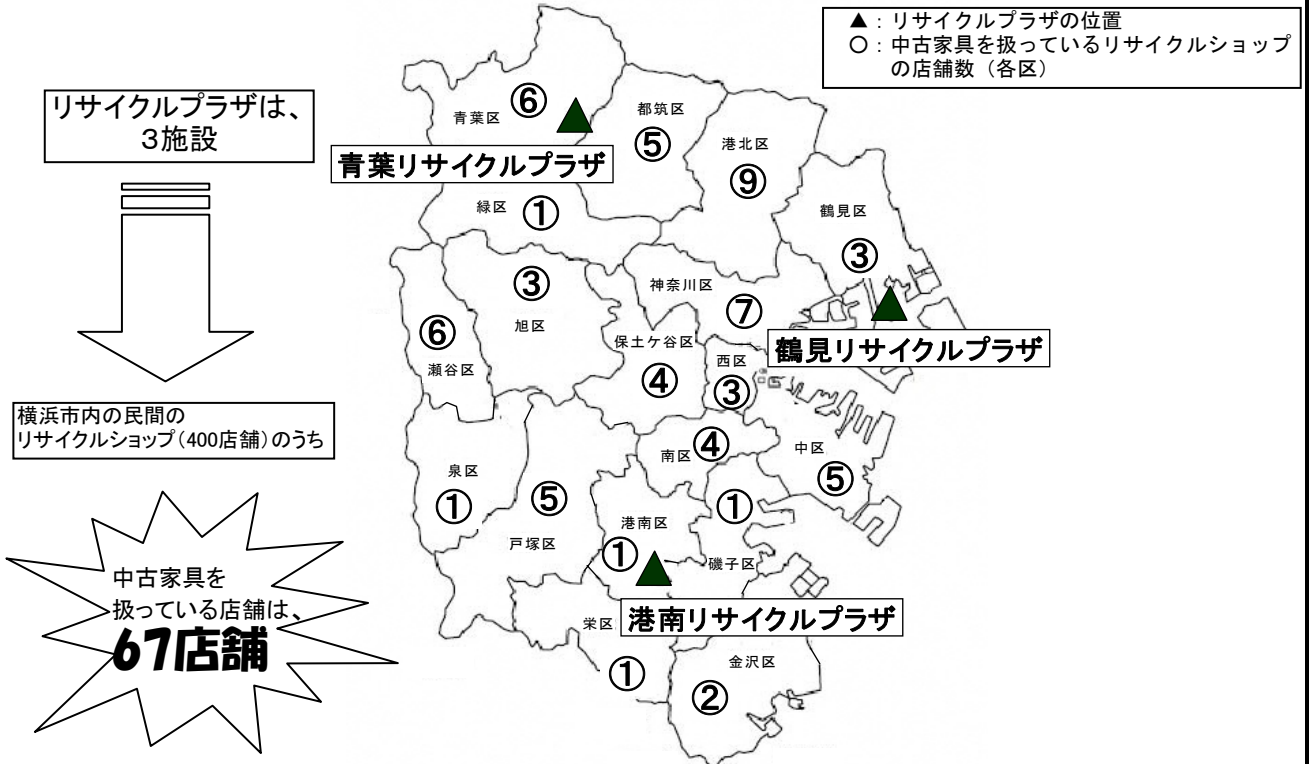 ▲：リサイクルプラザの位置
○：中古家具を扱っているリサイクルショップ
の店舗数（各区）
リサイクルプラザは、
3施設
横浜市内の民間の
リサイクルショップ（400店舗）のうち
中古家具を
扱っている店舗は、
67店舗
青葉区
⑥
都筑区
⑤
港北区
⑨
青葉リサイクルプラザ
緑区
①
鶴見区
③
旭区
③
神奈川区
⑦
鶴見リサイクルプラザ
瀬谷区
⑥
保土ケ谷区
④
西区
③
南区
④
中区
⑤
泉区
①
戸塚区
⑤
港南区
①
磯子区
①
港南リサイクルプラザ
栄区
①
金沢区
②